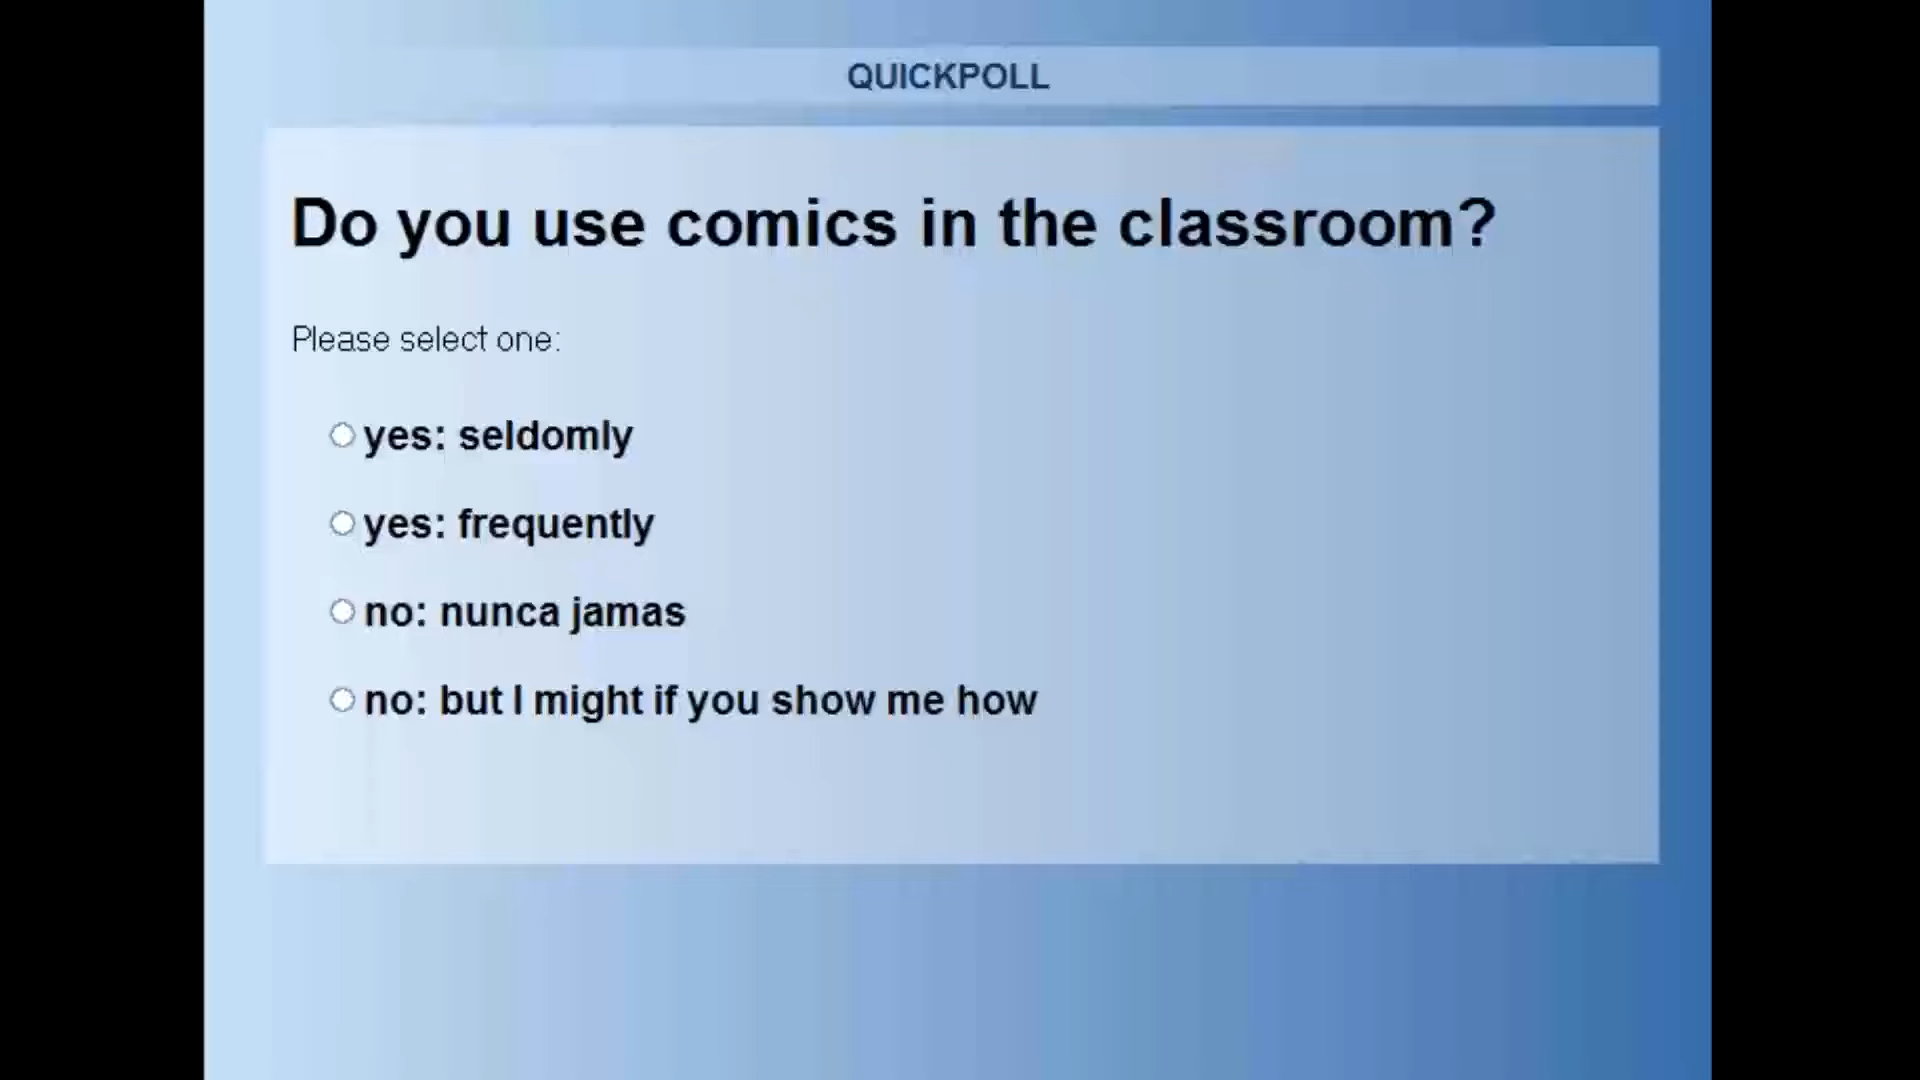 QUICKPOLL
Do you use comics in the classroom?
Please select one:
yes: seldomly
yes: frequently
no: nunca jamas
no: but I might if you show me how